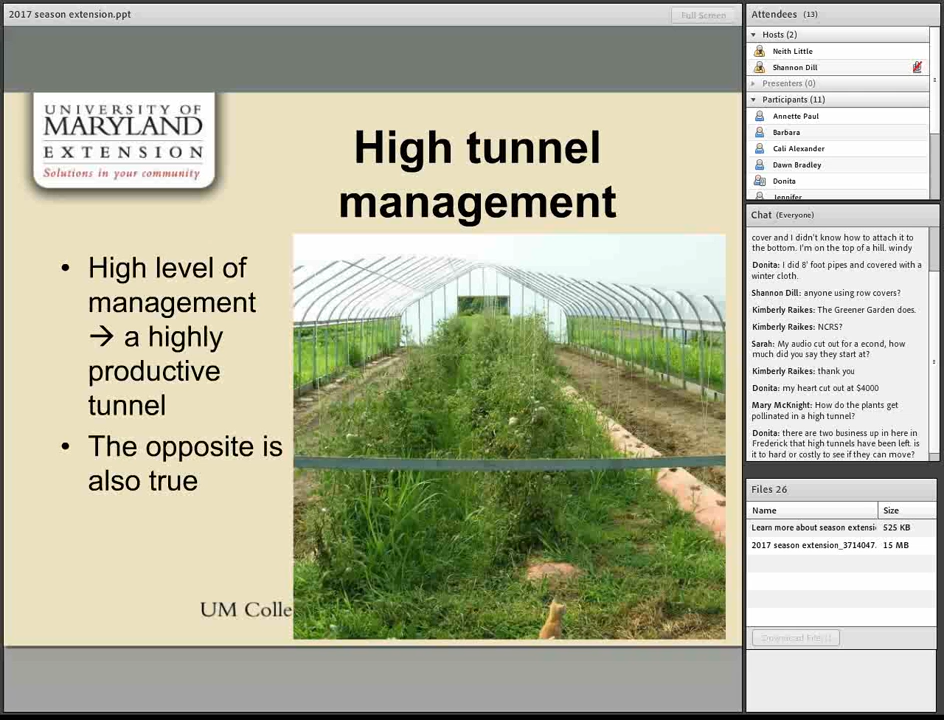 2017 season extension.ppt
Full Screen
UNIVERSITY OF
MARYLAND
EXTENSION
Solutions in your community
High tunnel
management
• High level of
management
→ a highly
productive
tunnel
• The opposite is
also true
UM Colle
Attendees (13)
Hosts (2)
Neith Little
Shannon Dill
Presenters (0)
Participants (11)
Annette Paul
Barbara
Cali Alexander
Dawn Bradley
Donita
Jennifer
Chat (Everyone)
cover and I didn't know how to attach it to
the bottom. I'm on the top of a hill. windy
Donita: I did 8' foot pipes and covered with a
winter cloth.
Shannon Dill: anyone using row covers?
Kimberly Raikes: The Greener Garden does.
Kimberly Raikes: NCRS?
Sarah: My audio cut out for a econd, how
much did you say they start at?
Kimberly Raikes: thank you
Donita: my heart cut out at $4000
Mary McKnight: How do the plants get
pollinated in a high tunnel?
Donita: there are two business up in here in
Frederick that high tunnels have been left. is
it to hard or costly to see if they can move?
Files 26
Name Size
Learn more about season extensi 525 KB
2017 season extension_3714047. 15 MB
Download File(s)